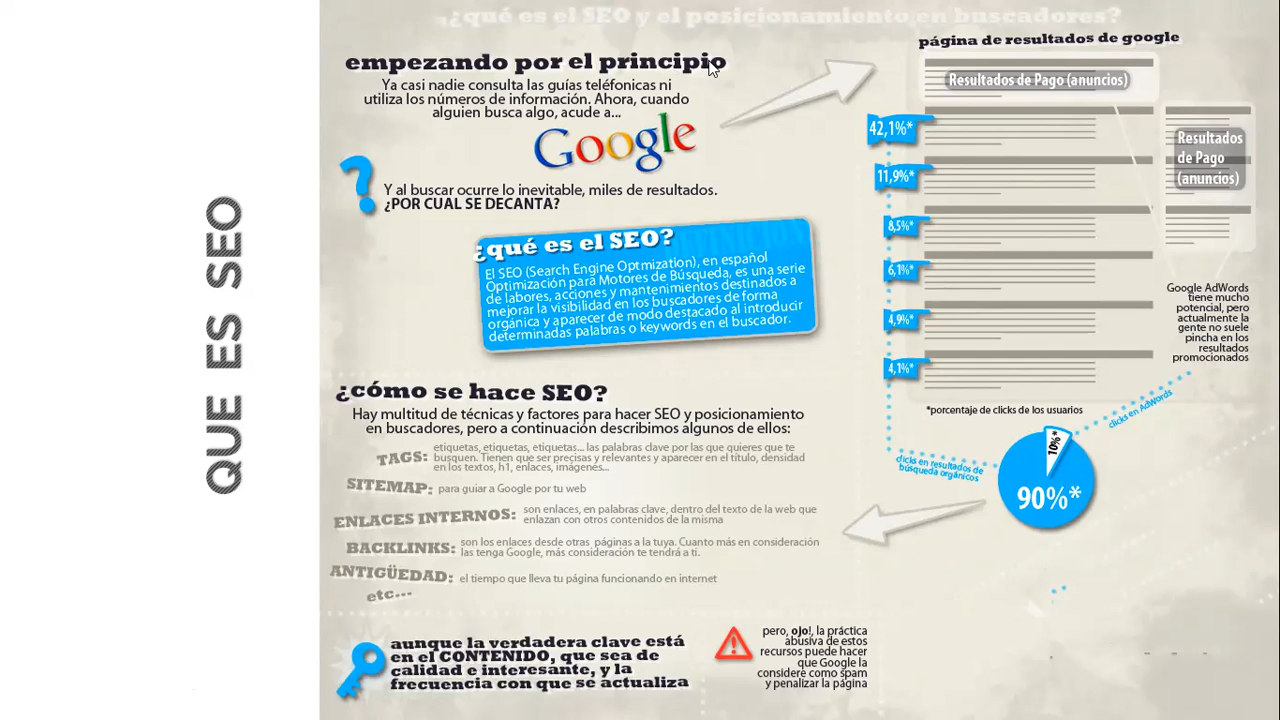 QUE ES SEO
¿qué es el SEO y el posicionamiento en buscadores?
empezando por el principio
Ya casi nadie consulta las guías teléfonicas ni
utiliza los números de información. Ahora, cuando
alguien busca algo, acude a...
Google
?
Y al buscar ocurre lo inevitable, miles de resultados.
¿POR CUAL SE DECANTA?
¿qué es el SEO?
El SEO (Search Engine Optmization), en español
Optimización para Motores de Búsqueda, es una serie
de labores, acciones y mantenimientos destinados a
mejorar la visibilidad en los buscadores de forma
orgánica y aparecer de modo destacado al introducir
determinadas palabras o keywords en el buscador.
¿cómo se hace SEO?
Hay multitud de técnicas y factores para hacer SEO y posicionamiento
en buscadores, pero a continuación describimos algunos de ellos:
TAGS: etiquetas, etiquetas, etiquetas... las palabras clave por las que quieres que te
busquen. Tienen que ser precisas y relevantes y aparecer en el título, densidad
en los textos, h1, enlaces, imágenes...
SITEMAP: para guiar a Google por tu web
ENLACES INTERNOS: son enlaces, en palabras clave, dentro del texto de la web que
enlazan con otros contenidos de la misma
BACKLINKS: son los enlaces desde otras páginas a la tuya. Cuanto más en consideración
las tenga Google, más consideración te tendrá a ti.
ANTIGÜEDAD: el tiempo que lleva tu página funcionando en internet
etc...
aunque la verdadera clave está
en el CONTENIDO, que sea de
calidad e interesante, y la
frecuencia con que se actualiza
pero, ojo!, la práctica
abusiva de estos
recursos puede hacer
que Google la
considere como spam
y penalizar la página
página de resultados de google
Resultados de Pago (anuncios)
Resultados
de Pago
(anuncios)
42,1%*
11,9%*
8,5%*
6,1%*
4,9%*
4,1%*
Google AdWords
tiene mucho
potencial, pero
actualmente la
gente no suele
pincha en los
resultados
promocionados
*porcentaje de clicks de los usuarios
clicks en AdWords
clicks en resultados de
búsqueda orgánicos
10%*
90%*